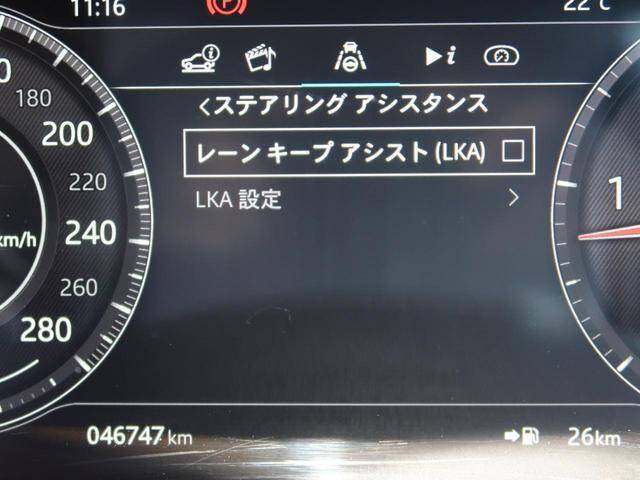 11:16
22°C
‹ステアリング アシスタンス
レーン キープ アシスト (LKA)
LKA 設定
180
200
220
km/h
240
260
280
1
046747 km
26km